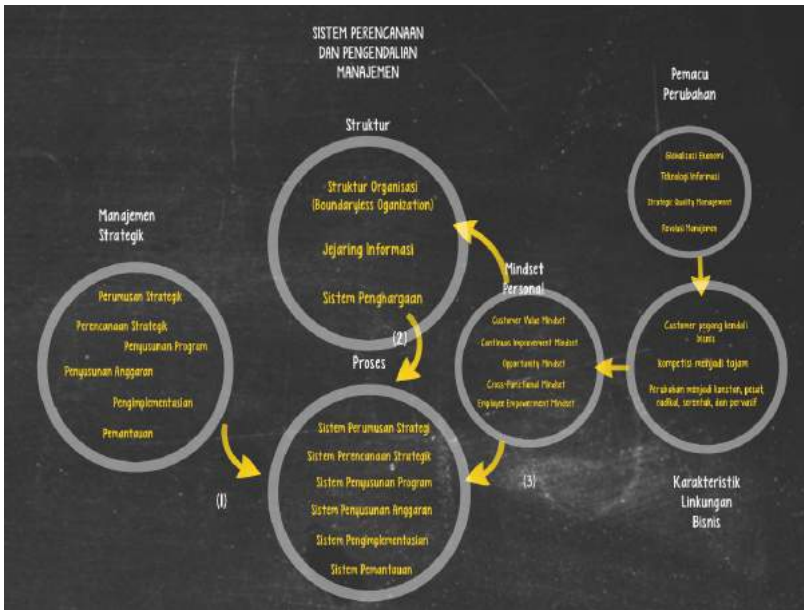 SISTEM PERENCANAAN
DAN PENGENDALIAN
MANAJEMEN
Struktur
Struktur Organisasi
(Boundaryless Oganization)
Jejaring Informasi
Sistem Penghargaan
Pemacu
Perubahan
Globalisasi Ekonomi
Teknologi Informasi
Strategic Quality Management
Revolusi Manajemen
Manajemen
Strategik
Perumusan Strategik
Perencanaan Strategik
Penyusunan Program
Penyusunan Anggaran
Pengimplementasian
Pemantauan
Mindset
Personal
Customer Value Mindset
Continuos Improvement Mindset
Opportunity Mindset
Cross-Functional Mindset
Employee Empowerment Mindset
Customer pegang kendali
bisnis
kompetisi menjadi tajam
Perubahan menjadi konstan, pesat,
radikal, serentak, dan pervasif
Karakteristik
Linkungan
Bisnis
(2)
Proses
Sistem Perumusan Strategi
Sistem Perencanaan Strategik
Sistem Penyusunan Program
Sistem Penyusunan Anggaran
Sistem Pengimplementasian
Sistem Pemantauan
(1)
(3)